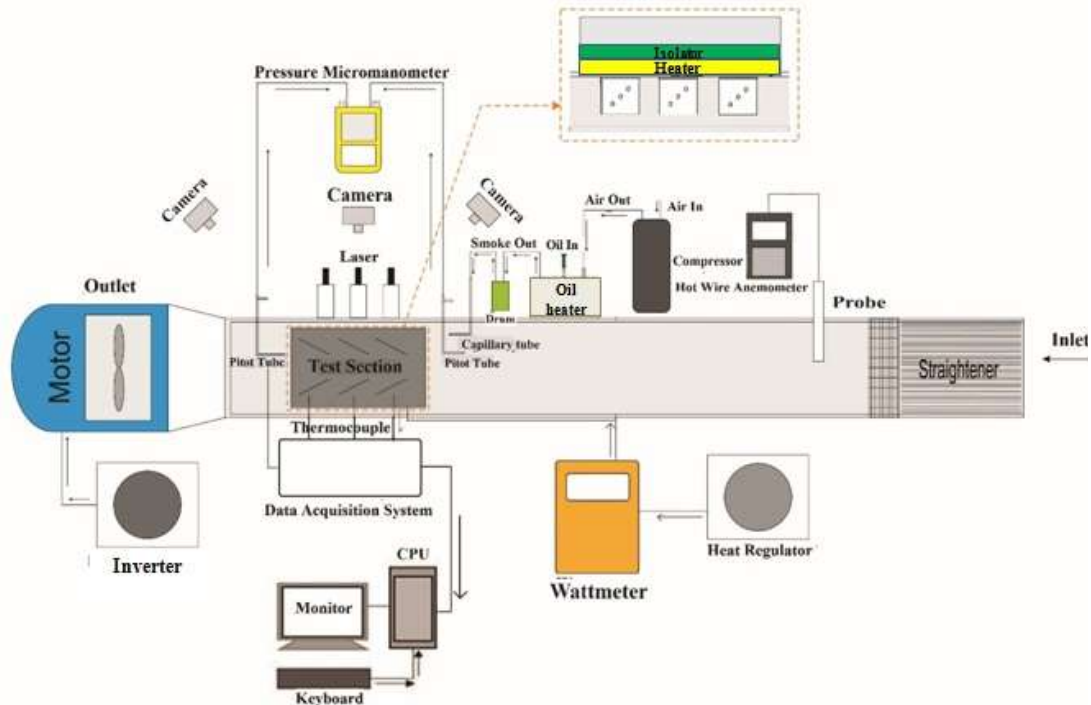 Isolator
Heater
Pressure Micromanometer
Camera
Camera
Camera
Air Out
Air In
Smoke Out
Oil In
Laser
Compressor
Hot Wire Anemometer
Outlet
Oil
heater
Probe
Drum
Capillary tube
Inlet
Motor
Pitot Tube
Test Section
Pitot Tube
Straightener
Thermocouple
Data Acquisition System
Inverter
CPU
Heat Regulator
Wattmeter
Monitor
Keyboard